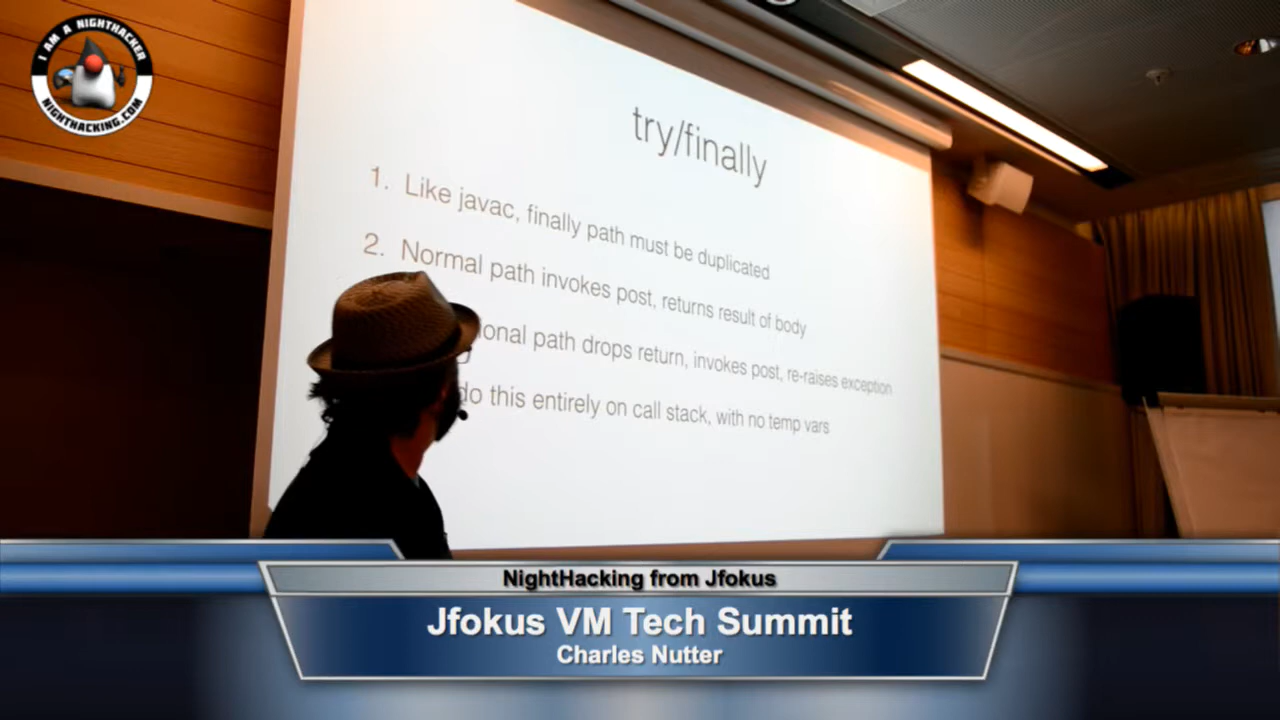 I AM A NIGHTHACKER
NIGHTHACKING.COM
try/finally
1. Like javac, finally path must be duplicated
2. Normal path invokes post, returns result of body
ional path drops return, invokes post, re-raises exception
do this entirely on call stack, with no temp vars
NightHacking from Jfokus
Jfokus VM Tech Summit
Charles Nutter